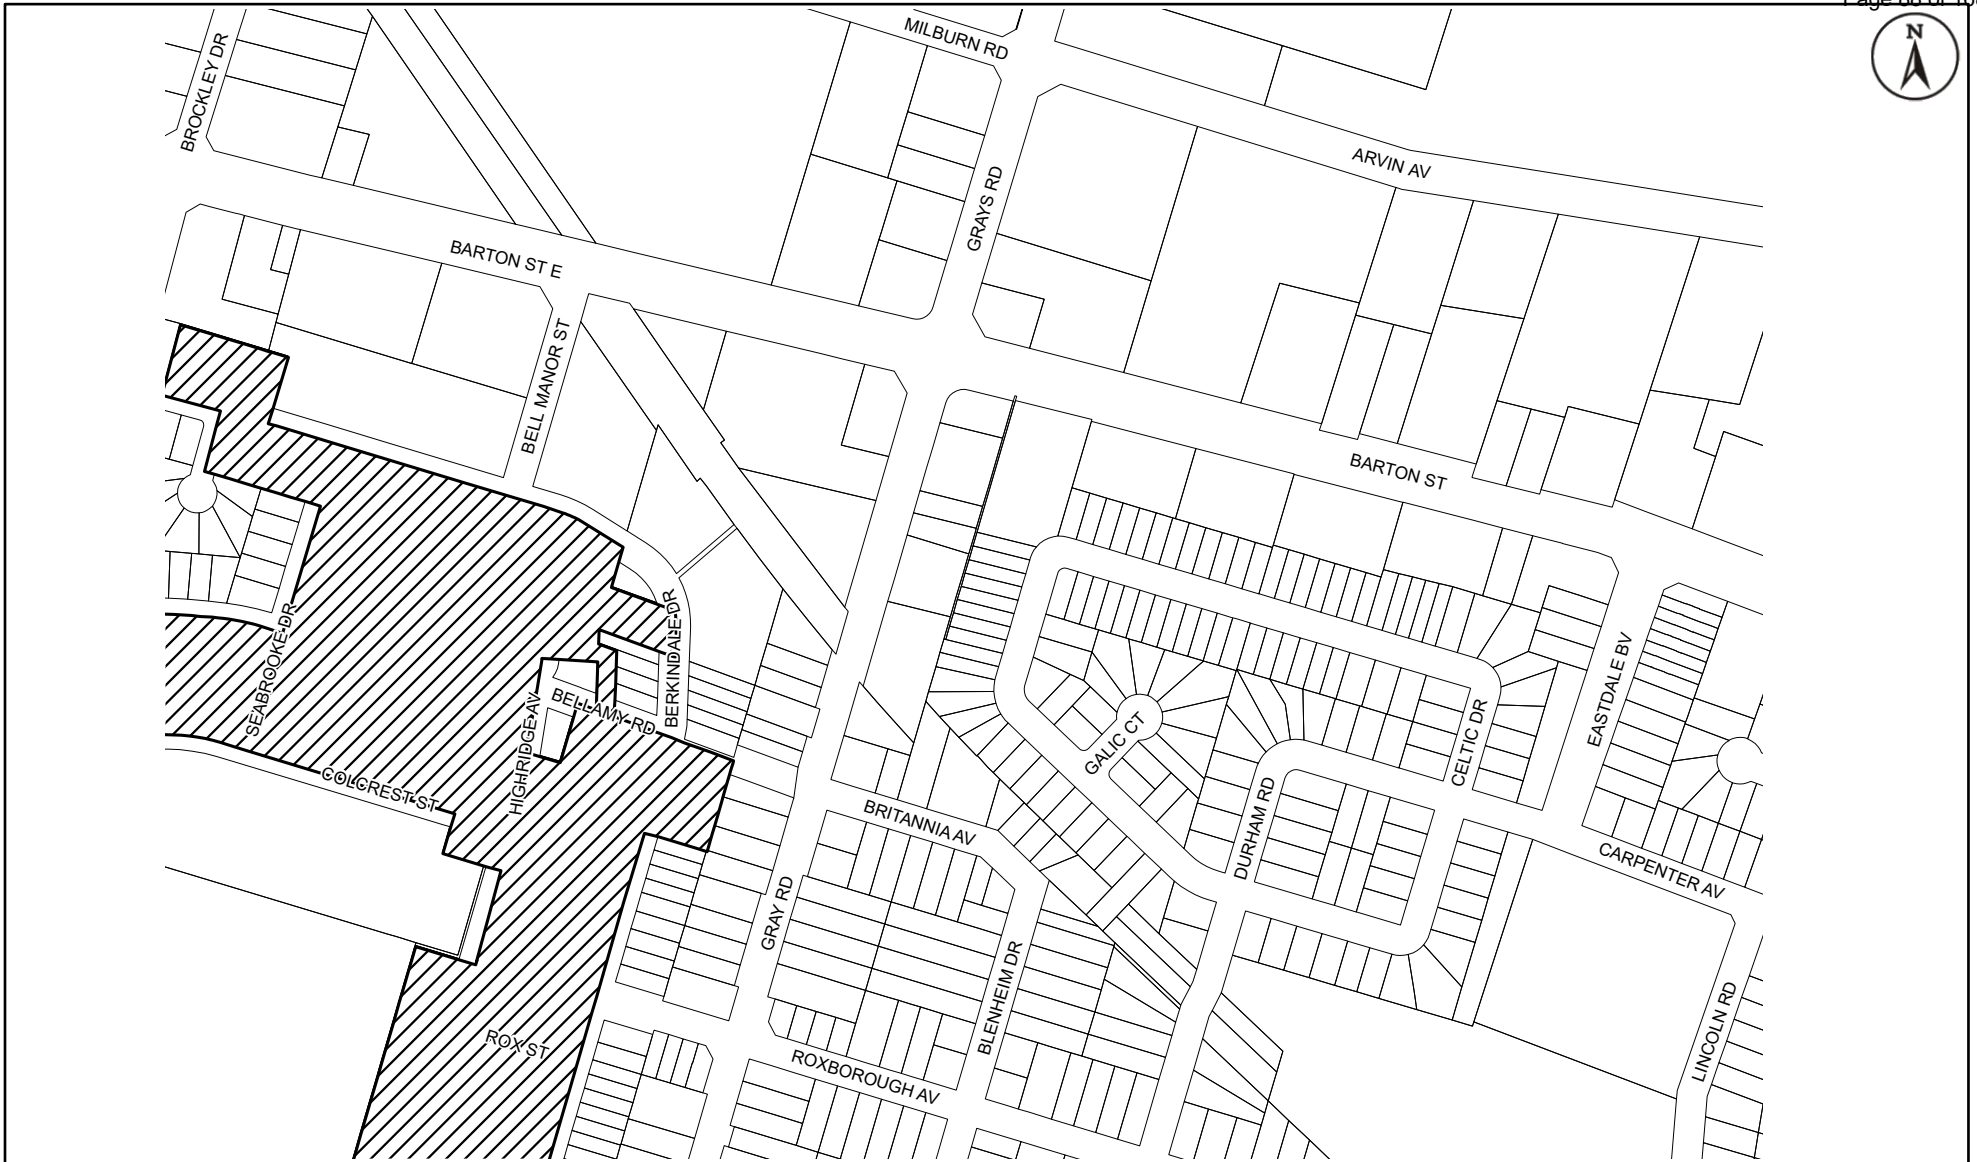 MILBURN RD
N
BROCKLEY DR
ARVIN AV
GRAYS RD
BARTON ST E
BELL MANOR ST
BARTON ST
SEABROOKE DR
BERKINDALE DR
EASTDALE BV
BELLAMY RD
HIGHRIDGE AV
GALIC CT
CELTIC DR
COLCREST ST
DURHAM RD
BRITANNIA AV
CARPENTER AV
GRAY RD
BLENHEIM DR
LINCOLN RD
ROX ST
ROXBOROUGH AV